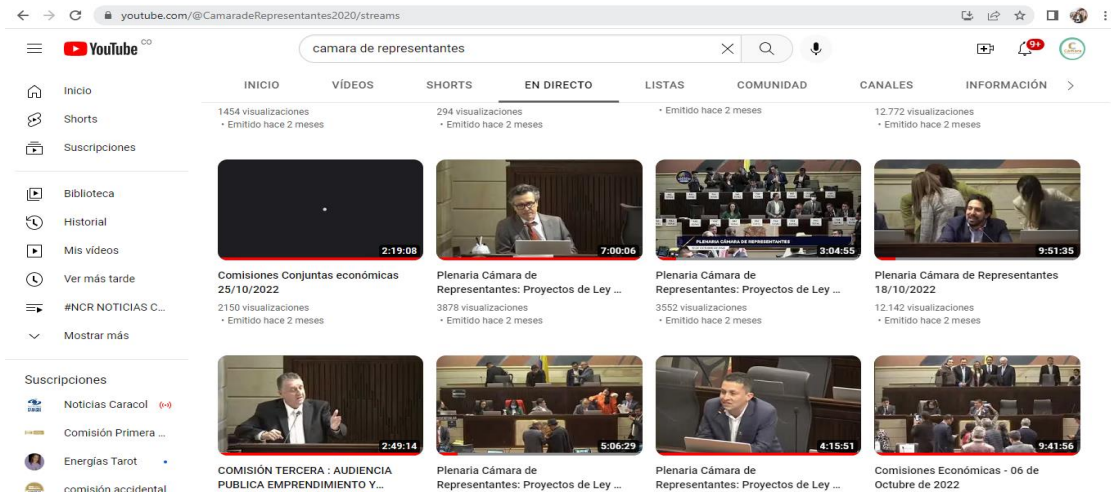 youtube.com/@CamaradeRepresentantes2020/streams
YouTube CO
camara de representantes
9+
INICIO VÍDEOS SHORTS EN DIRECTO LISTAS COMUNIDAD CANALES INFORMACIÓN
Inicio
Shorts
Suscripciones
Biblioteca
Historial
Mis vídeos
Ver más tarde
#NCR NOTICIAS C...
Mostrar más
Suscripciones
Noticias Caracol
Comisión Primera ...
Energías Tarot
comisión accidental
1454 visualizaciones
• Emitido hace 2 meses
294 visualizaciones
• Emitido hace 2 meses
• Emitido hace 2 meses
12.772 visualizaciones
• Emitido hace 2 meses
2:19:08
Comisiones Conjuntas económicas
25/10/2022
2150 visualizaciones
• Emitido hace 2 meses
7:00:06
Plenaria Cámara de
Representantes: Proyectos de Ley ...
3878 visualizaciones
• Emitido hace 2 meses
PLENARIA CÁMARA DE REPRESENTANTES
3:04:55
Plenaria Cámara de
Representantes: Proyectos de Ley ...
3552 visualizaciones
• Emitido hace 2 meses
9:51:35
Plenaria Cámara de Representantes
18/10/2022
12.142 visualizaciones
• Emitido hace 2 meses
2:49:14
COMISIÓN TERCERA : AUDIENCIA
PUBLICA EMPRENDIMIENTO Y...
5:06:29
Plenaria Cámara de
Representantes: Proyectos de Ley ...
4:15:51
Plenaria Cámara de
Representantes: Proyectos de Ley ...
9:41:56
Comisiones Económicas - 06 de
Octubre de 2022